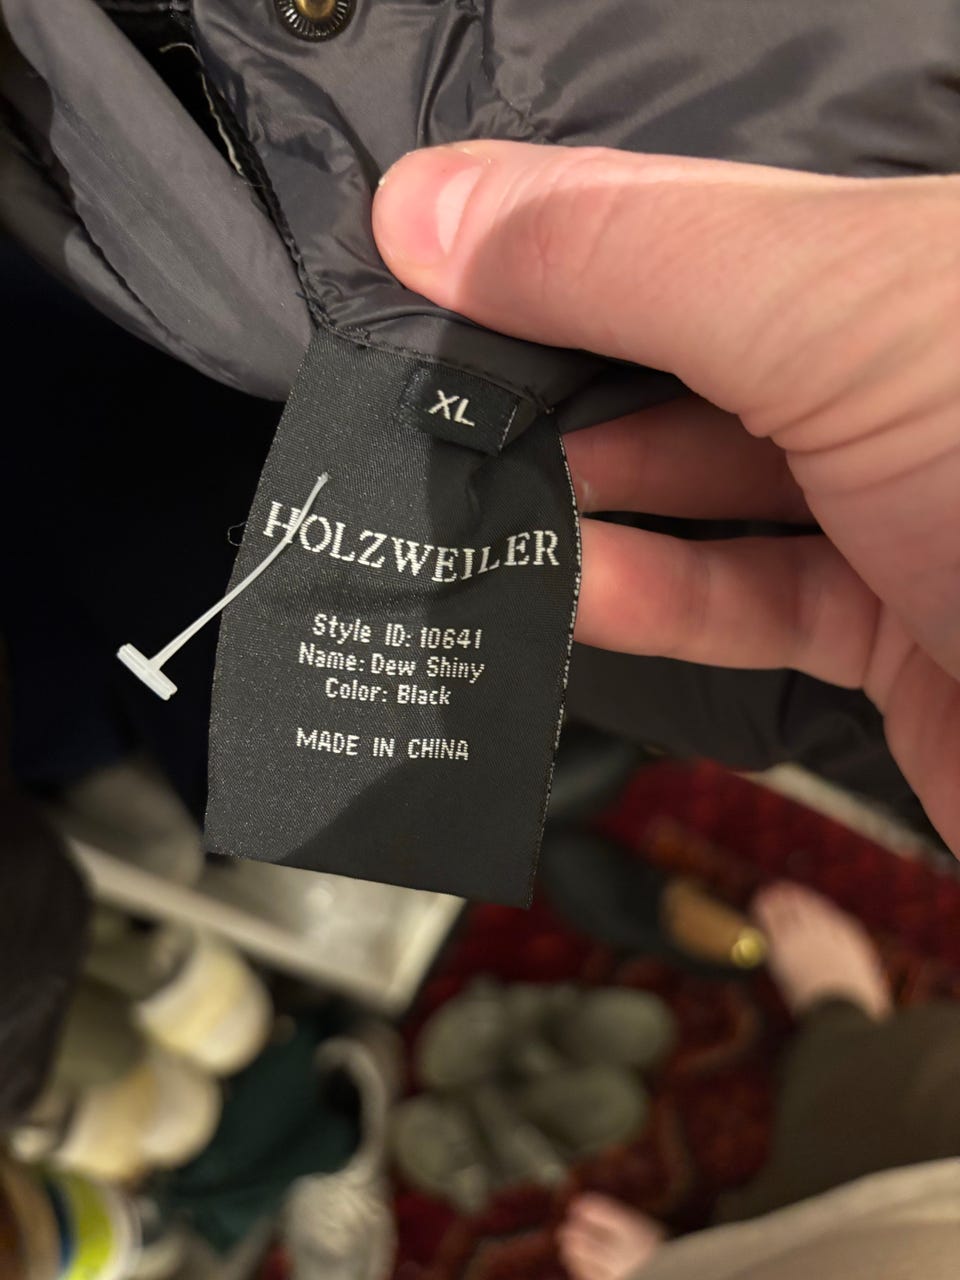 XL
HOLZWEILER
Style ID: 10641
Name: Dew Shiny
Color: Black
MADE IN CHINA